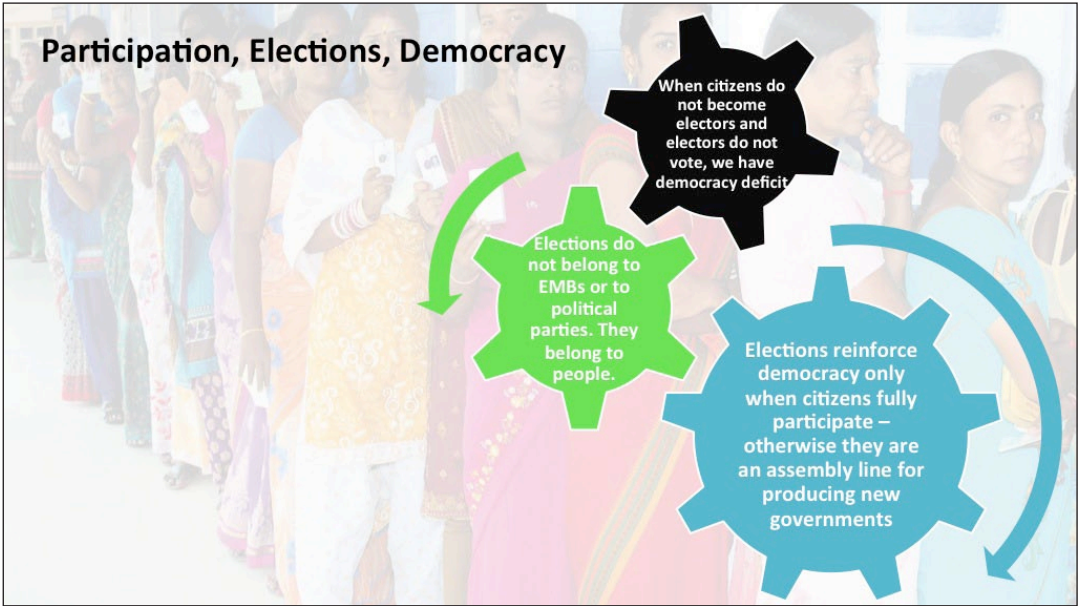 Participation, Elections, Democracy
When citizens do
not become
electors and
electors do not
vote, we have
democracy deficit
Elections do
not belong to
EMBs or to
political
parties. They
belong to
people.
Elections reinforce
democracy only
when citizens fully
participate –
otherwise they are
an assembly line for
producing new
governments